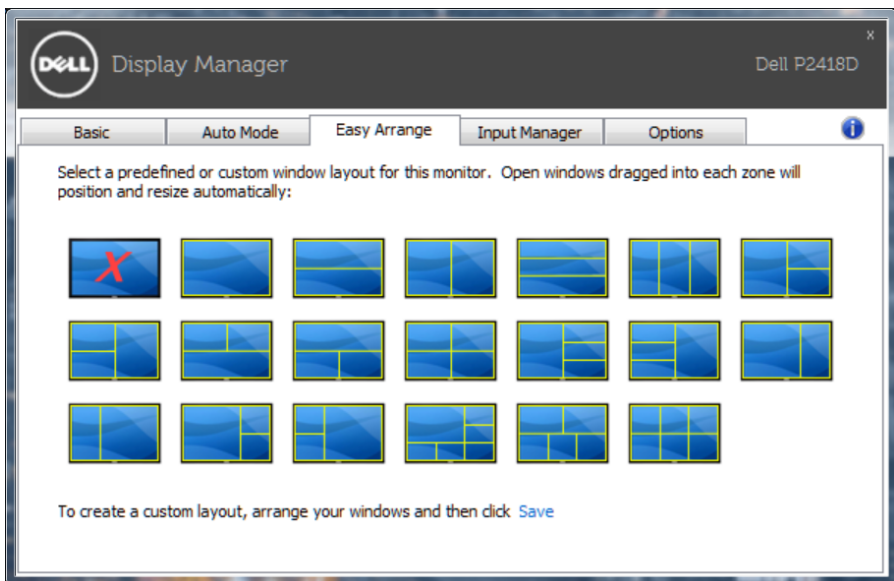 x
DELL Display Manager Dell P2418D
Basic Auto Mode Easy Arrange Input Manager Options i
Select a predefined or custom window layout for this monitor. Open windows dragged into each zone will
position and resize automatically:
X
To create a custom layout, arrange your windows and then click Save